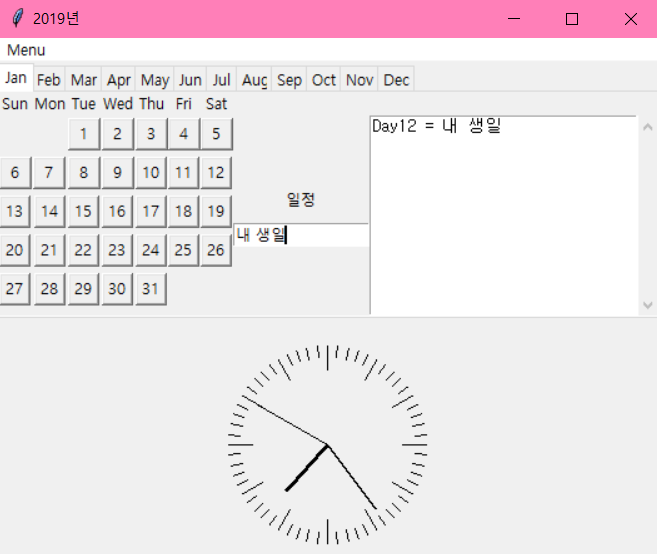 2019년
Menu
Jan Feb Mar Apr May Jun Jul Aug Sep Oct Nov Dec
Sun Mon Tue Wed Thu Fri Sat
1 2 3 4 5
6 7 8 9 10 11 12
13 14 15 16 17 18 19
20 21 22 23 24 25 26
27 28 29 30 31
일정
내 생일
Day12 = 내 생일